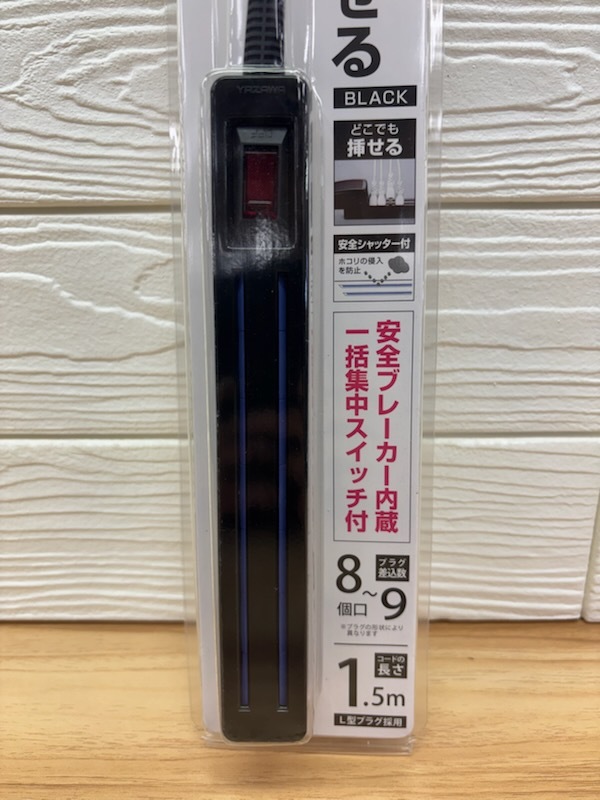 せる
BLACK
YAZAWA
どこでも
挿せる
安全シャッター付
ホコリの侵入
を防止
安全ブレーカー内蔵
一括集中スイッチ付
プラグ
差込数
8~9
個口
※プラグの形状により
異なります
コードの
長さ
1.5m
L型プラグ採用